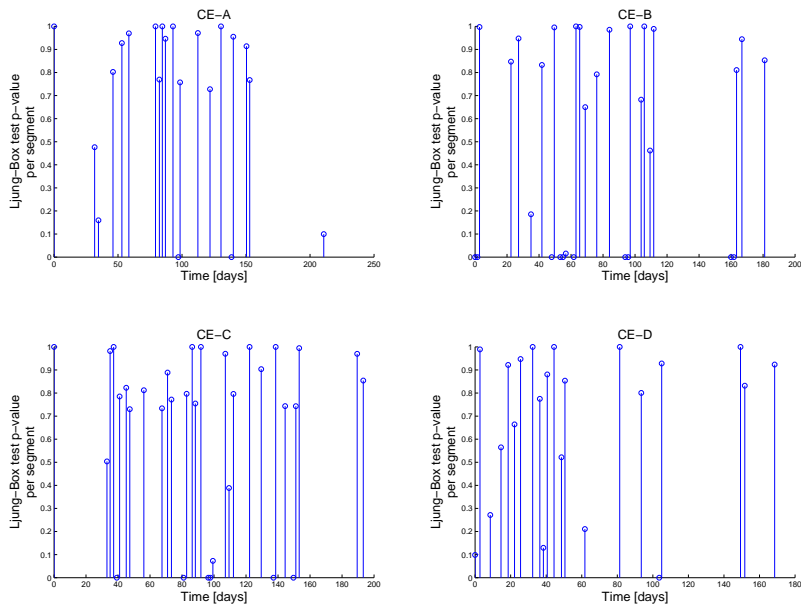 CE−A
Ljung−Box test p−value
per segment
1
0.9
0.8
0.7
0.6
0.5
0.4
0.3
0.2
0.1
0
0 50 100 150 200 250
Time [days]
CE−B
Ljung−Box test p−value
per segment
1
0.9
0.8
0.7
0.6
0.5
0.4
0.3
0.2
0.1
0
0 20 40 60 80 100 120 140 160 180 200
Time [days]
CE−C
Ljung−Box test p−value
per segment
1
0.9
0.8
0.7
0.6
0.5
0.4
0.3
0.2
0.1
0
0 20 40 60 80 100 120 140 160 180 200
Time [days]
CE−D
Ljung−Box test p−value
per segment
1
0.9
0.8
0.7
0.6
0.5
0.4
0.3
0.2
0.1
0
0 20 40 60 80 100 120 140 160 180
Time [days]